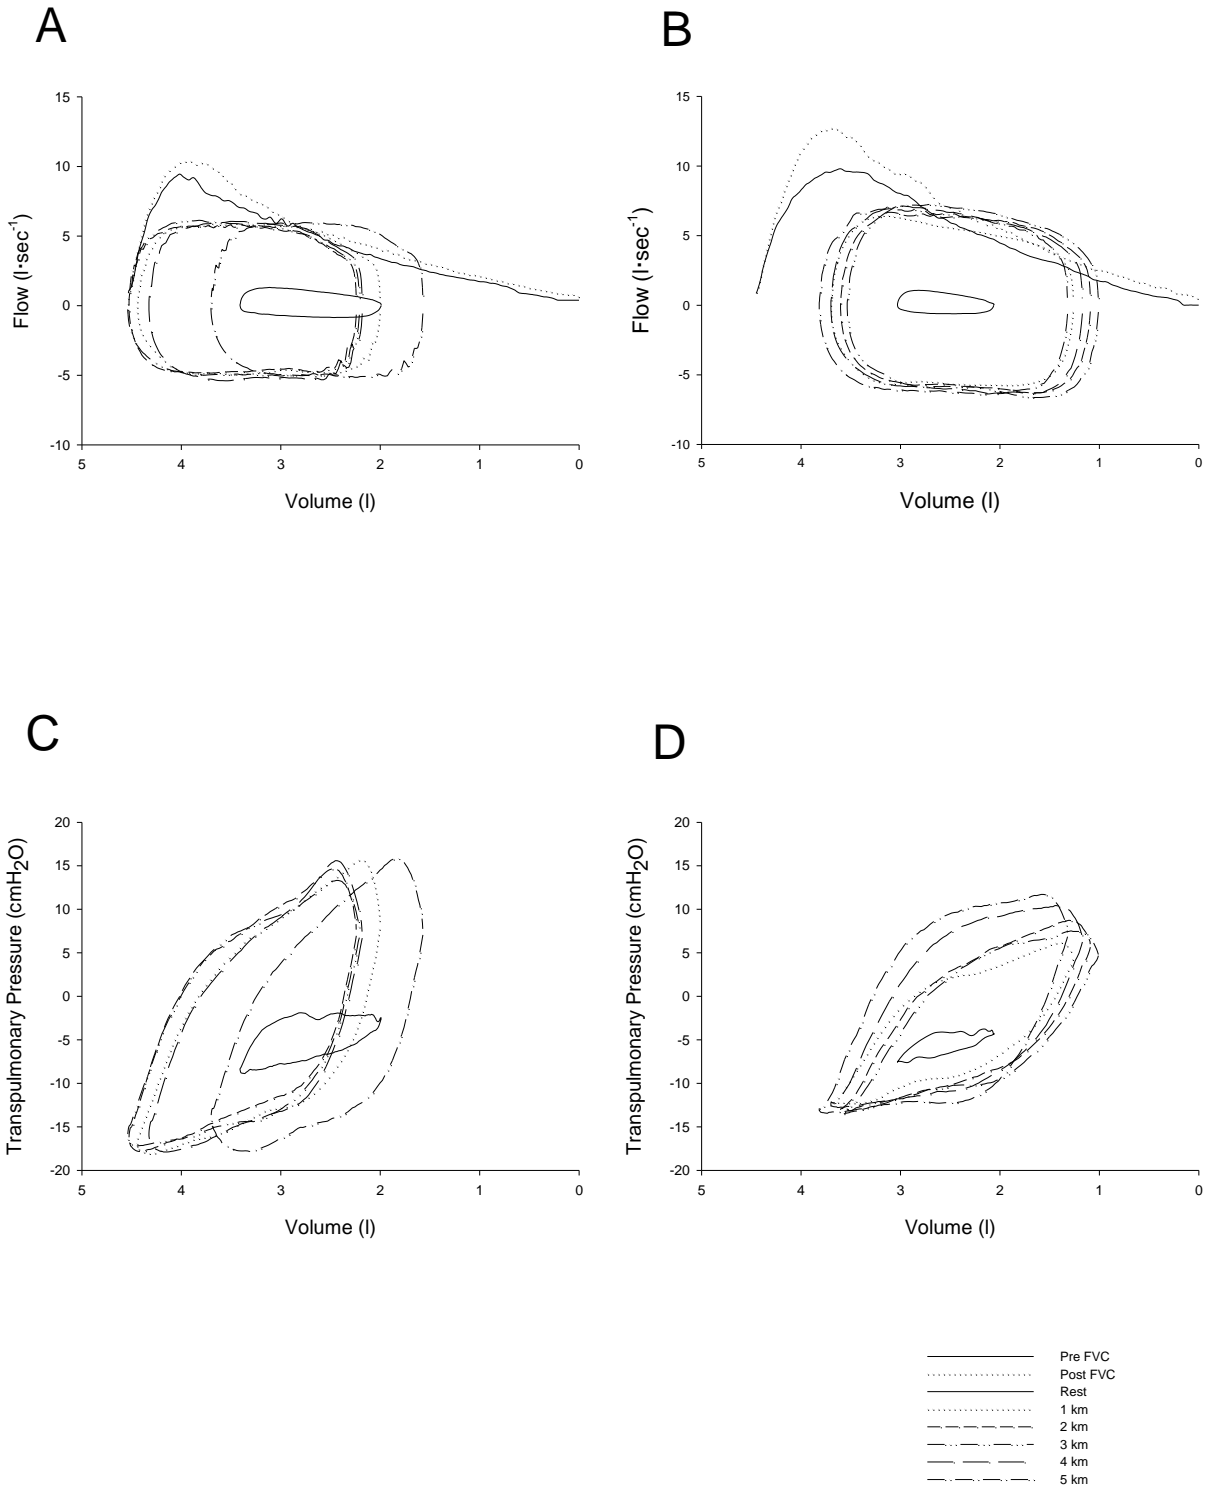 A
B
15
10
5
0
-5
-10
Flow (l·sec⁻¹)
5 4 3 2 1 0
Volume (l)
15
10
5
0
-5
-10
Flow (l·sec⁻¹)
5 4 3 2 1 0
Volume (l)
C
D
20
15
10
5
0
-5
-10
-15
-20
Transpulmonary Pressure (cmH₂O)
5 4 3 2 1 0
Volume (l)
20
15
10
5
0
-5
-10
-15
-20
Transpulmonary Pressure (cmH₂O)
5 4 3 2 1 0
Volume (l)
Pre FVC
Post FVC
Rest
1 km
2 km
3 km
4 km
5 km